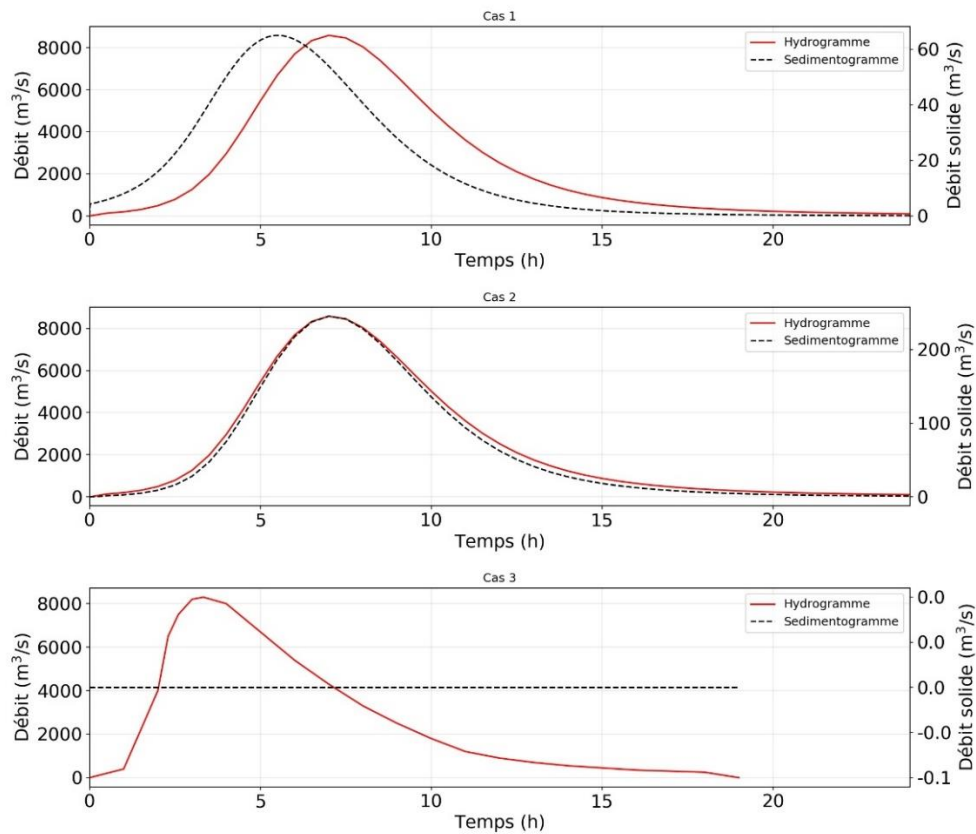 Cas 1
Hydrogramme
Sedimentogramme
Débit (m³/s)
8000
6000
4000
2000
0
60
40
20
0
Débit solide (m³/s)
0 5 10 15 20
Temps (h)
Cas 2
Hydrogramme
Sedimentogramme
Débit (m³/s)
8000
6000
4000
2000
0
200
100
0
Débit solide (m³/s)
0 5 10 15 20
Temps (h)
Cas 3
Hydrogramme
Sedimentogramme
Débit (m³/s)
8000
6000
4000
2000
0
0.0
0.0
0.0
-0.0
-0.1
Débit solide (m³/s)
0 5 10 15 20
Temps (h)